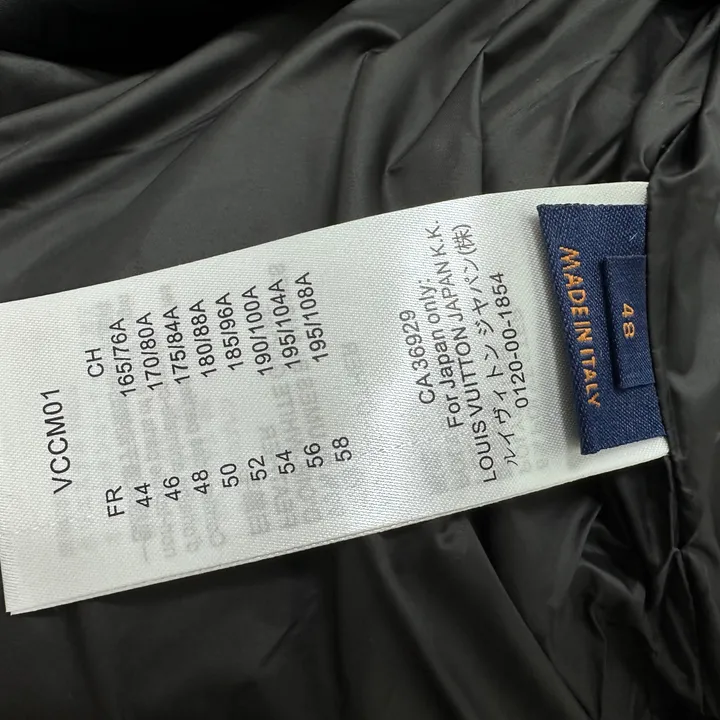 VCCM01
FR CH
44 165/76A
46 170/80A
48 175/84A
50 180/88A
52 185/96A
54 190/100A
56 195/104A
58 195/108A
CA 36929
For Japan only:
LOUIS VUITTON JAPAN K.K.
ルイヴィトン ジャパン(株)
0120-00-1854
MADE IN ITALY
48